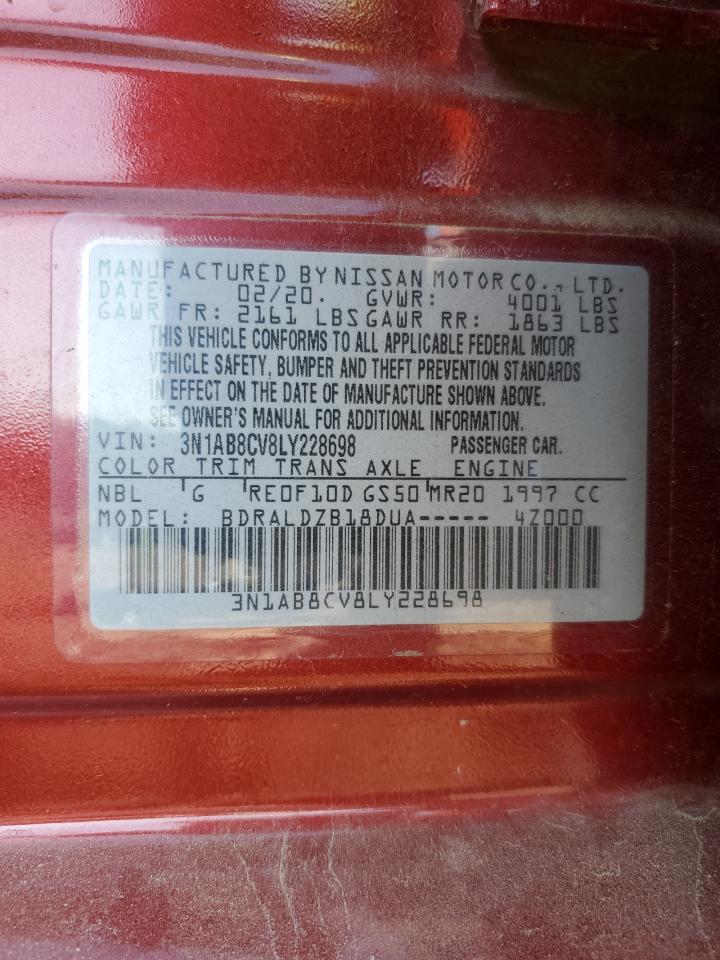 MANUFACTURED BY NISSAN MOTOR CO., LTD.
DATE: 02/20. GVWR: 4001 LBS
GAWR FR: 2161 LBS GAWR RR: 1863 LBS
THIS VEHICLE CONFORMS TO ALL APPLICABLE FEDERAL MOTOR
VEHICLE SAFETY, BUMPER AND THEFT PREVENTION STANDARDS
IN EFFECT ON THE DATE OF MANUFACTURE SHOWN ABOVE.
SEE OWNER'S MANUAL FOR ADDITIONAL INFORMATION.
VIN: 3N1AB8CV8LY228698 PASSENGER CAR.
COLOR TRIM TRANS AXLE ENGINE
NBL G RE0F10D GS50 MR20 1997 CC
MODEL: BDRALDZB18DUA----- 4Z000
3N1AB8CV8LY228698